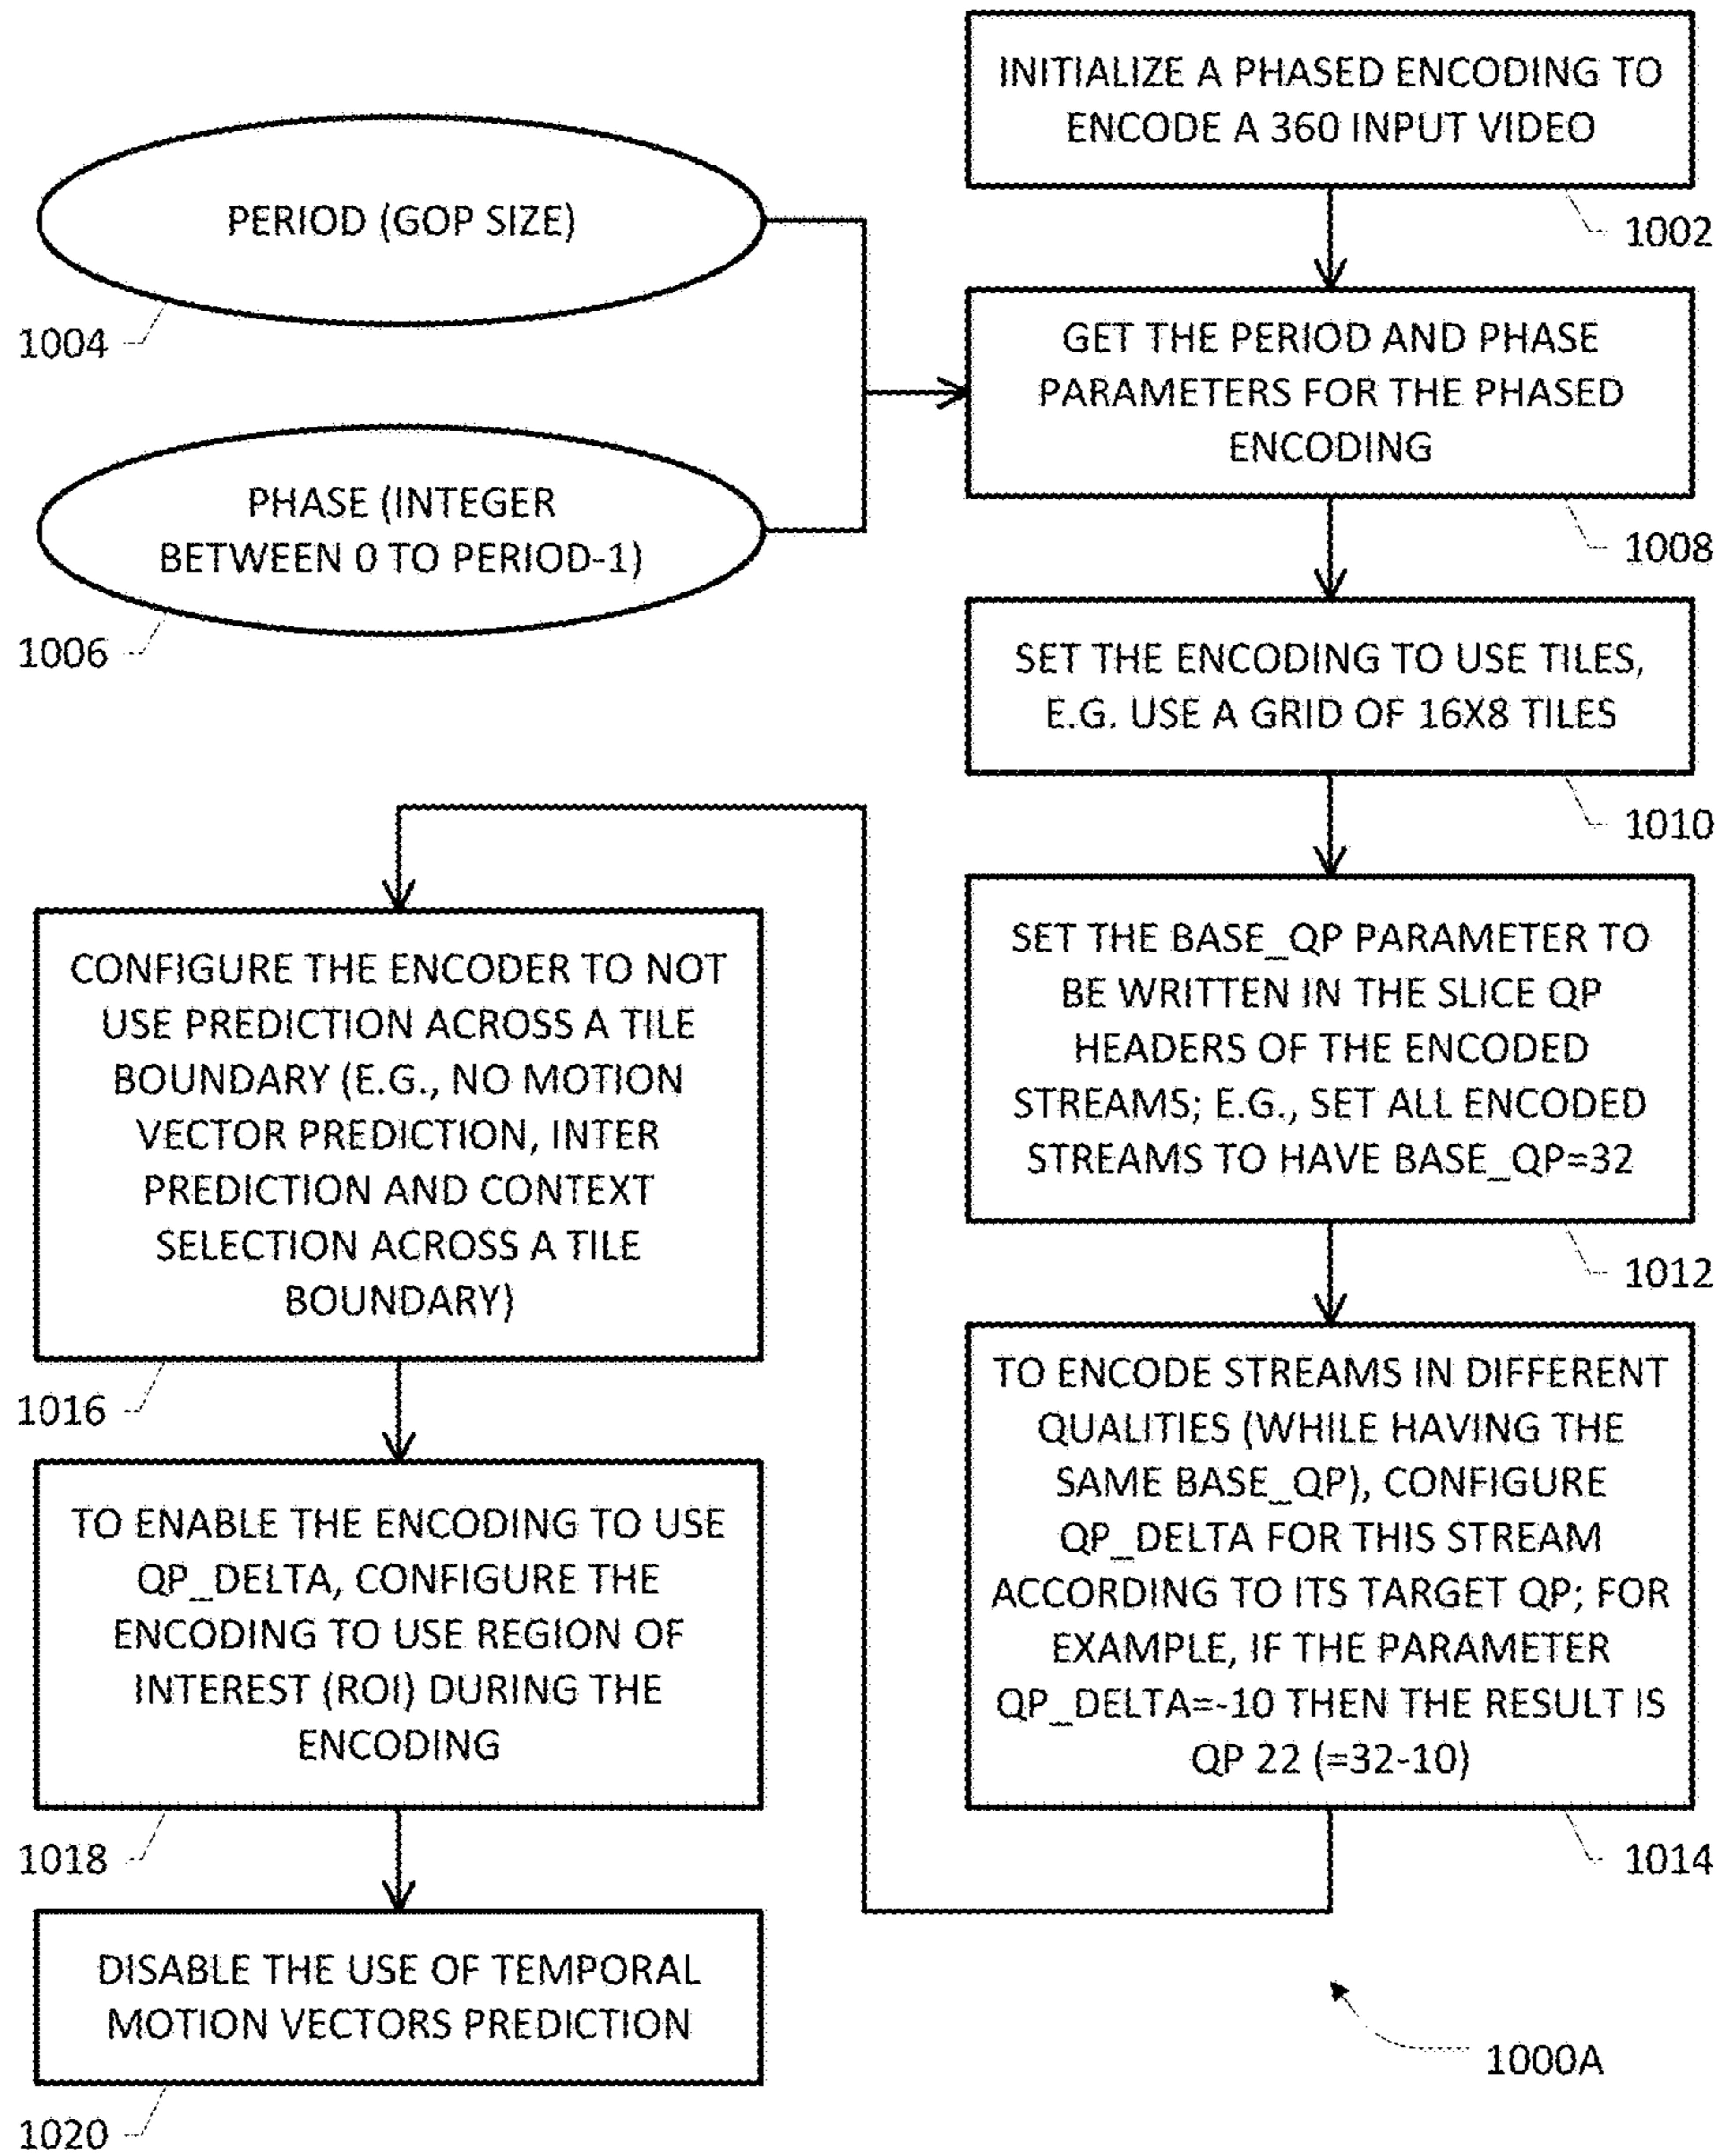 INITIALIZE A PHASED ENCODING TO
ENCODE A 360 INPUT VIDEO
1002
PERIOD (GOP SIZE)
1004
PHASE (INTEGER
BETWEEN 0 TO PERIOD-1)
1006
GET THE PERIOD AND PHASE
PARAMETERS FOR THE PHASED
ENCODING
1008
SET THE ENCODING TO USE TILES,
E.G. USE A GRID OF 16X8 TILES
1010
SET THE BASE_QP PARAMETER TO
BE WRITTEN IN THE SLICE QP
HEADERS OF THE ENCODED
STREAMS; E.G., SET ALL ENCODED
STREAMS TO HAVE BASE_QP=32
1012
TO ENCODE STREAMS IN DIFFERENT
QUALITIES (WHILE HAVING THE
SAME BASE_QP), CONFIGURE
QP_DELTA FOR THIS STREAM
ACCORDING TO ITS TARGET QP; FOR
EXAMPLE, IF THE PARAMETER
QP_DELTA=-10 THEN THE RESULT IS
QP 22 (=32-10)
1014
CONFIGURE THE ENCODER TO NOT
USE PREDICTION ACROSS A TILE
BOUNDARY (E.G., NO MOTION
VECTOR PREDICTION, INTER
PREDICTION AND CONTEXT
SELECTION ACROSS A TILE
BOUNDARY)
1016
TO ENABLE THE ENCODING TO USE
QP_DELTA, CONFIGURE THE
ENCODING TO USE REGION OF
INTEREST (ROI) DURING THE
ENCODING
1018
DISABLE THE USE OF TEMPORAL
MOTION VECTORS PREDICTION
1020
1000A